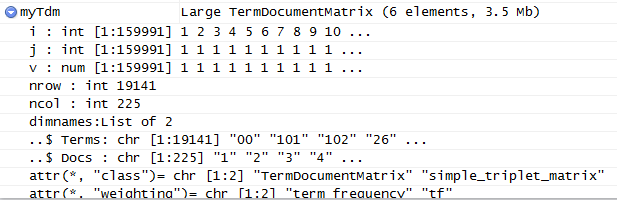 myTdm Large TermDocumentMatrix (6 elements, 3.5 Mb)
i : int [1:159991] 1 2 3 4 5 6 7 8 9 10 ...
j : int [1:159991] 1 1 1 1 1 1 1 1 1 1 ...
v : num [1:159991] 1 1 1 1 1 1 1 1 1 1 ...
nrow : int 19141
ncol : int 225
dimnames:List of 2
..$ Terms: chr [1:19141] "00" "101" "102" "26" ...
..$ Docs : chr [1:225] "1" "2" "3" "4" ...
attr(*, "class")= chr [1:2] "TermDocumentMatrix" "simple_triplet_matrix"
attr(*, "weighting")= chr [1:2] "term frequency" "tf"